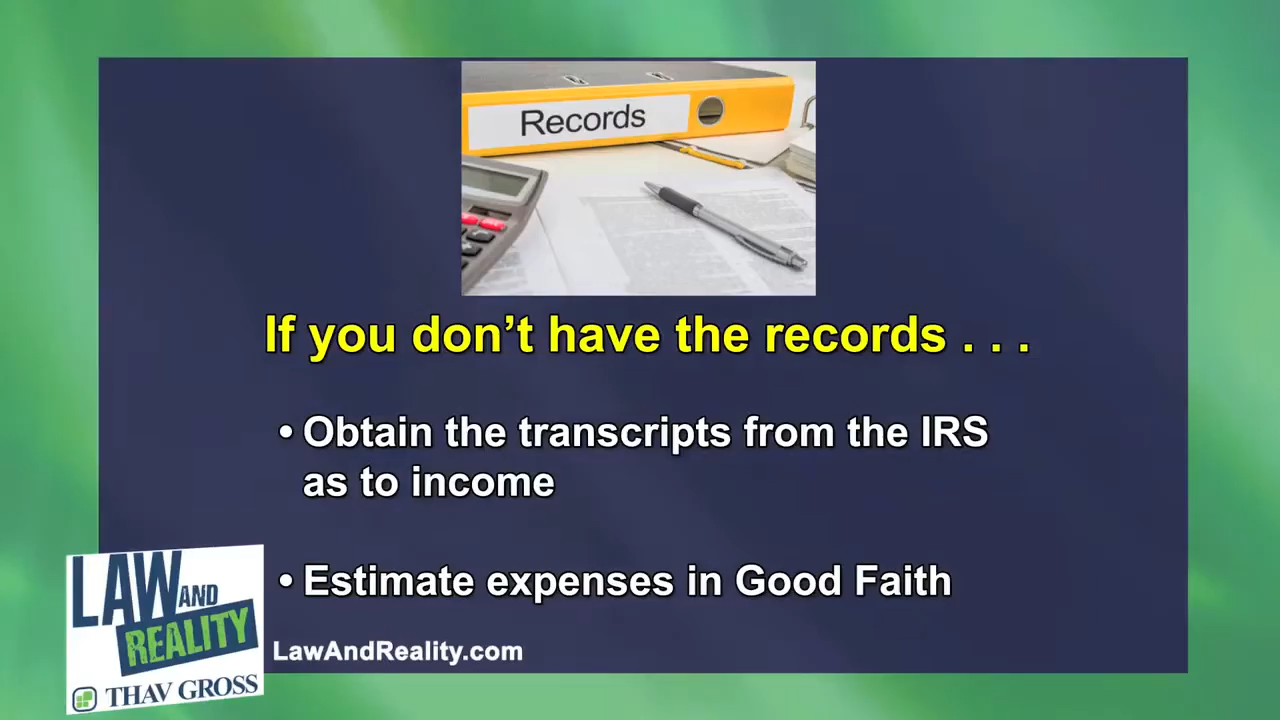 Records
If you don’t have the records . . .
• Obtain the transcripts from the IRS
as to income
• Estimate expenses in Good Faith
LAW AND
REALITY
THAV GROSS
LawAndReality.com